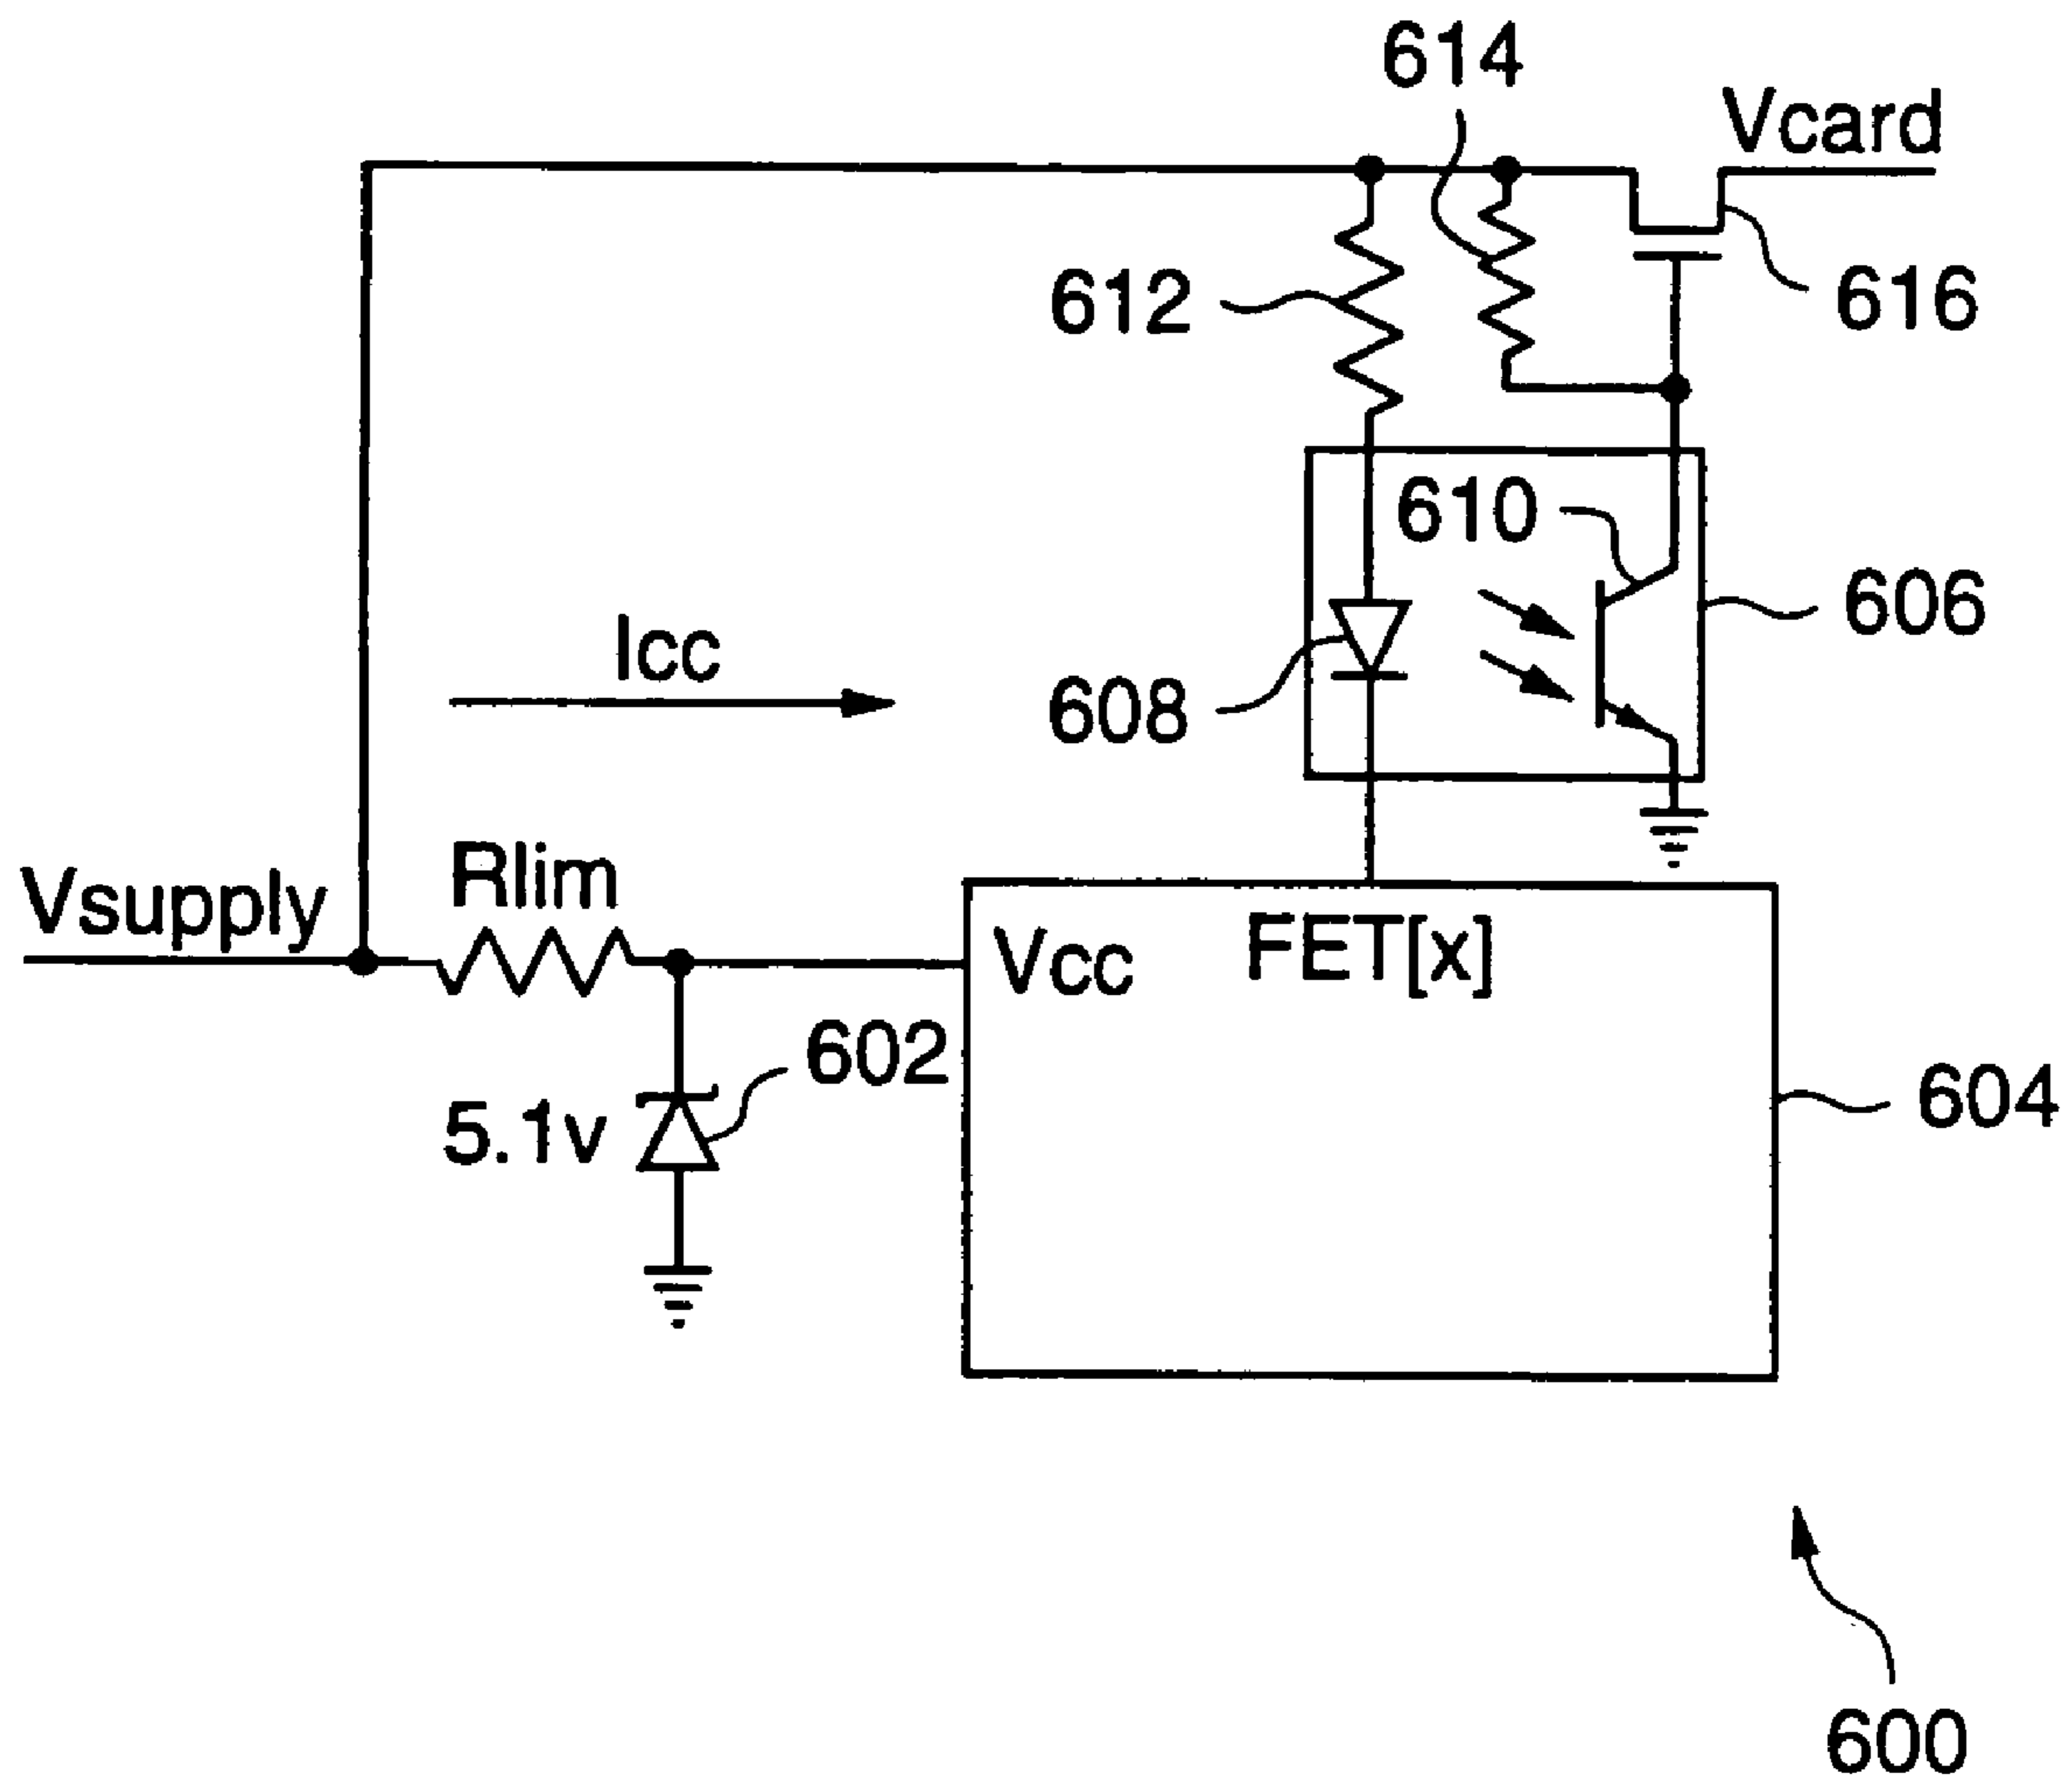 614
Vcard
612
616
610
606
Icc
608
Rlim
Vsupply
Vcc
FET[x]
602
5.1v
604
600